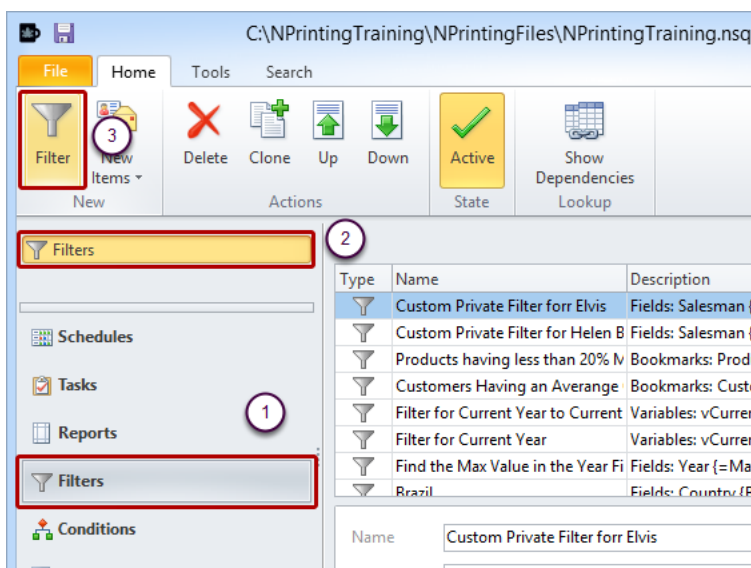 C:\NPrintingTraining\NPrintingFiles\NPrintingTraining.nsq
File Home Tools Search
Filter
3
New
Items
Delete Clone Up Down
Active
Show
Dependencies
New Actions State Lookup
Filters
2
Type Name Description
Custom Private Filter forr Elvis Fields: Salesman {
Custom Private Filter for Helen B Fields: Salesman {
Products having less than 20% M Bookmarks: Prod
Customers Having an Averange Bookmarks: Custo
Filter for Current Year to Current Variables: vCurren
Filter for Current Year Variables: vCurren
Find the Max Value in the Year Fi Fields: Year {=Ma
Brazil Fields: Country {
Schedules
Tasks
1
Reports
Filters
Conditions
Name Custom Private Filter forr Elvis